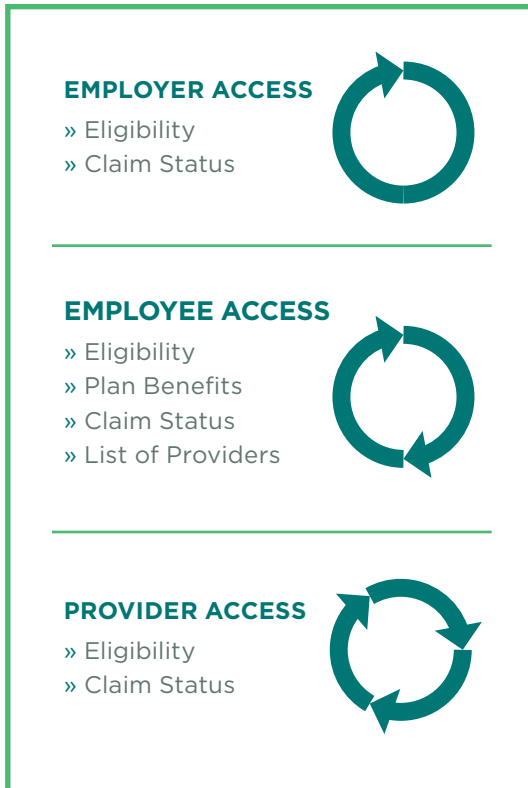 EMPLOYER ACCESS
» Eligibility
» Claim Status
EMPLOYEE ACCESS
» Eligibility
» Plan Benefits
» Claim Status
» List of Providers
PROVIDER ACCESS
» Eligibility
» Claim Status